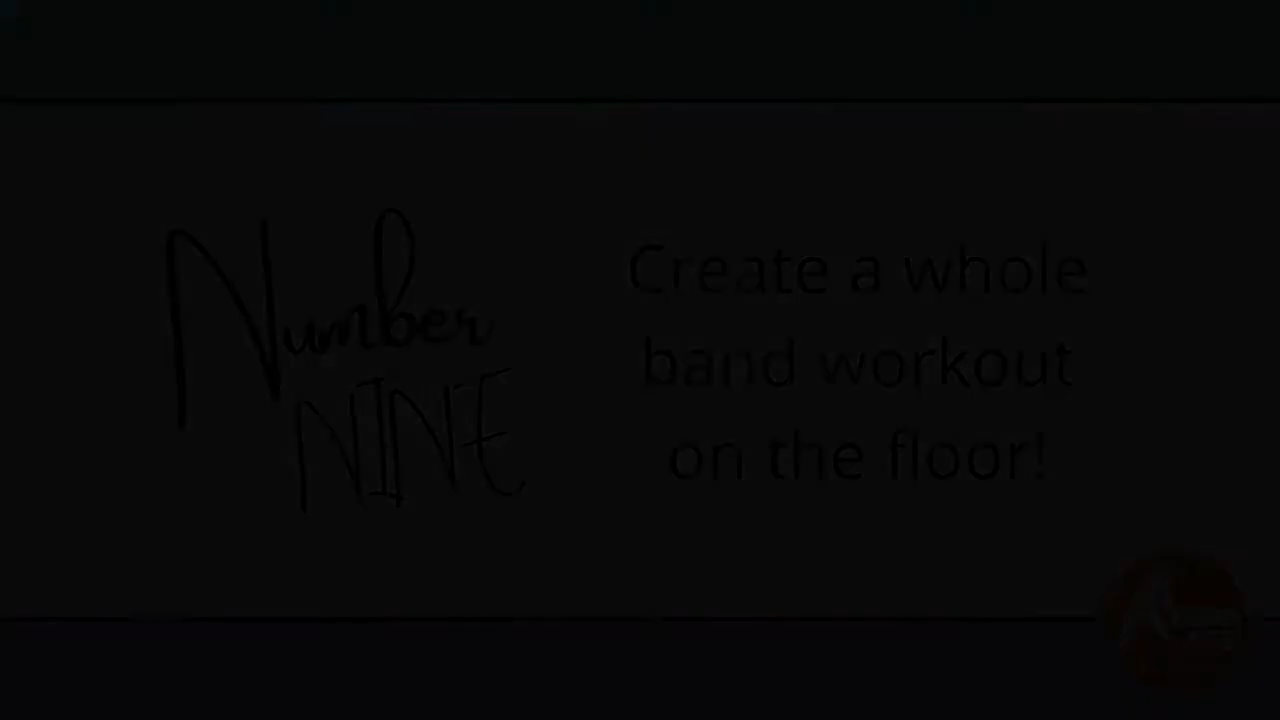 Number
NINE
Create a whole
band workout
on the floor!